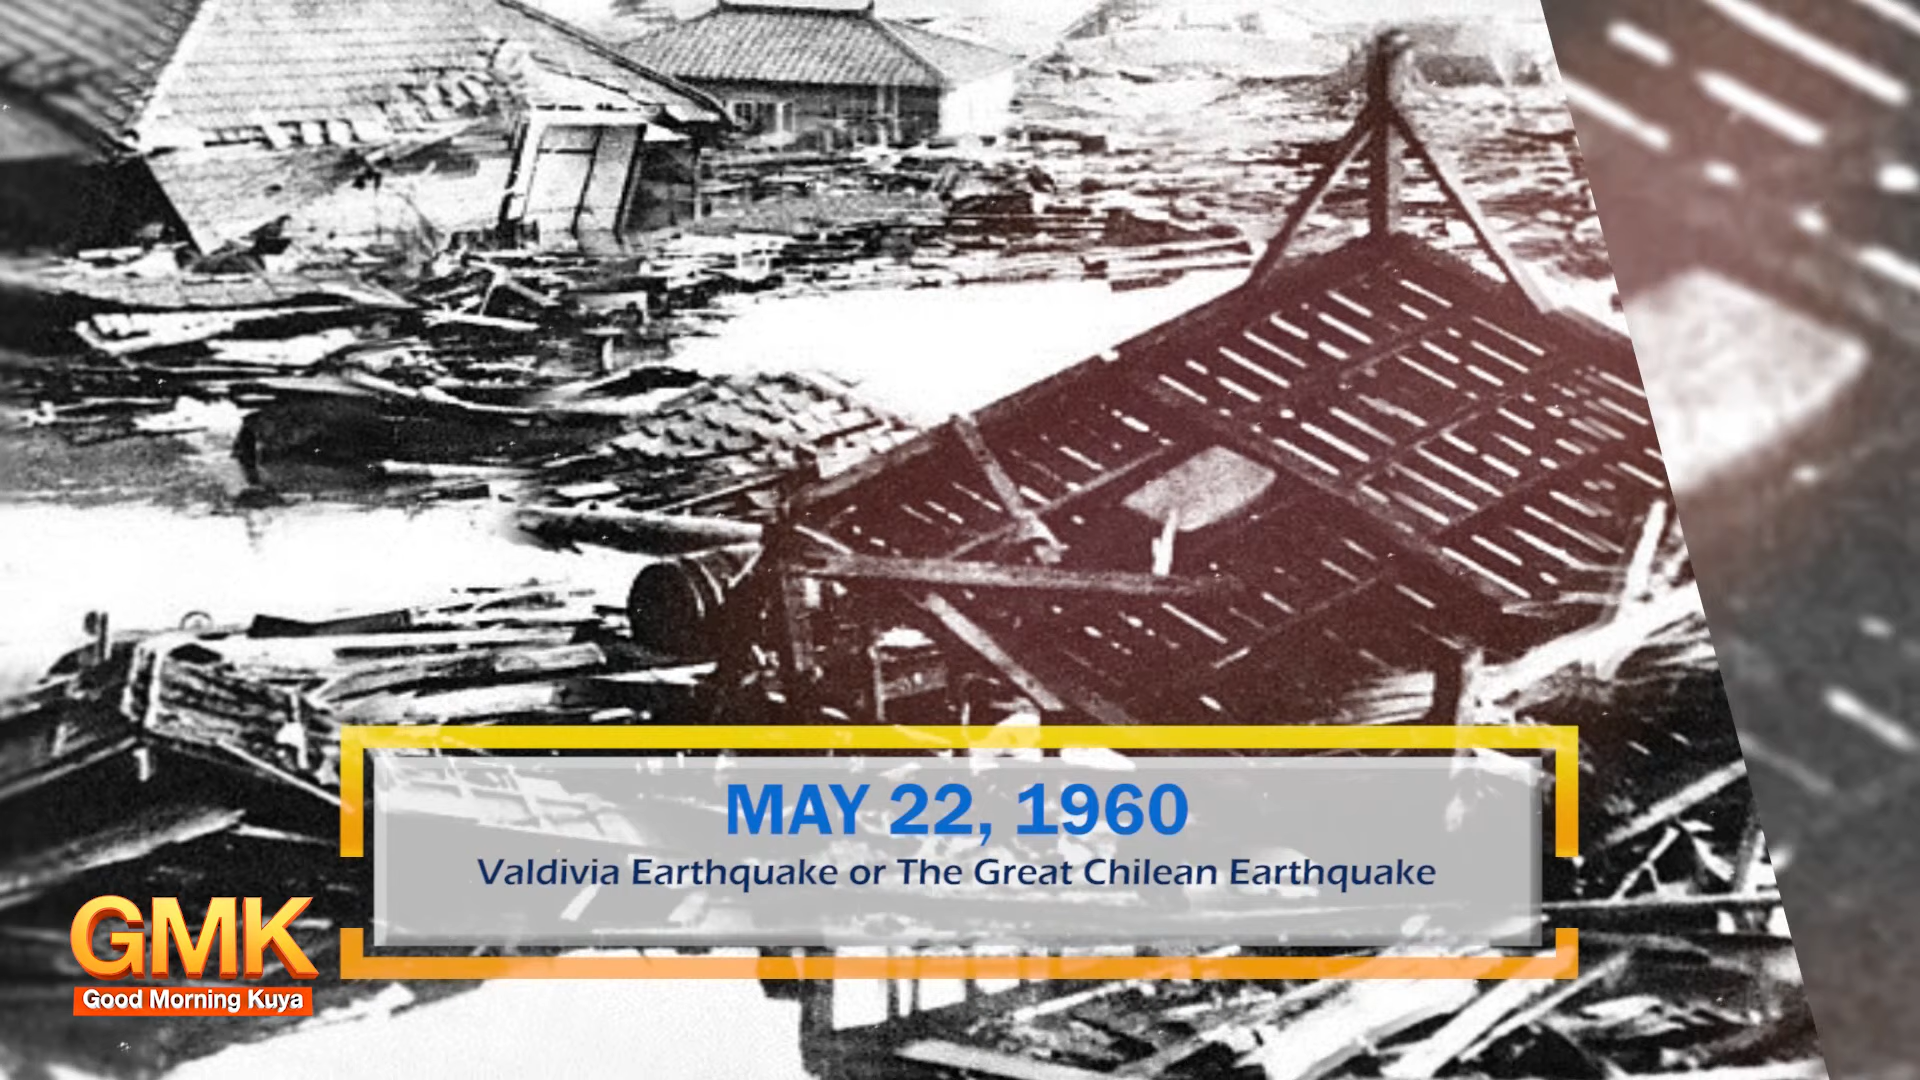 MAY 22, 1960
Valdivia Earthquake or The Great Chilean Earthquake
GMK
Good Morning Kuya